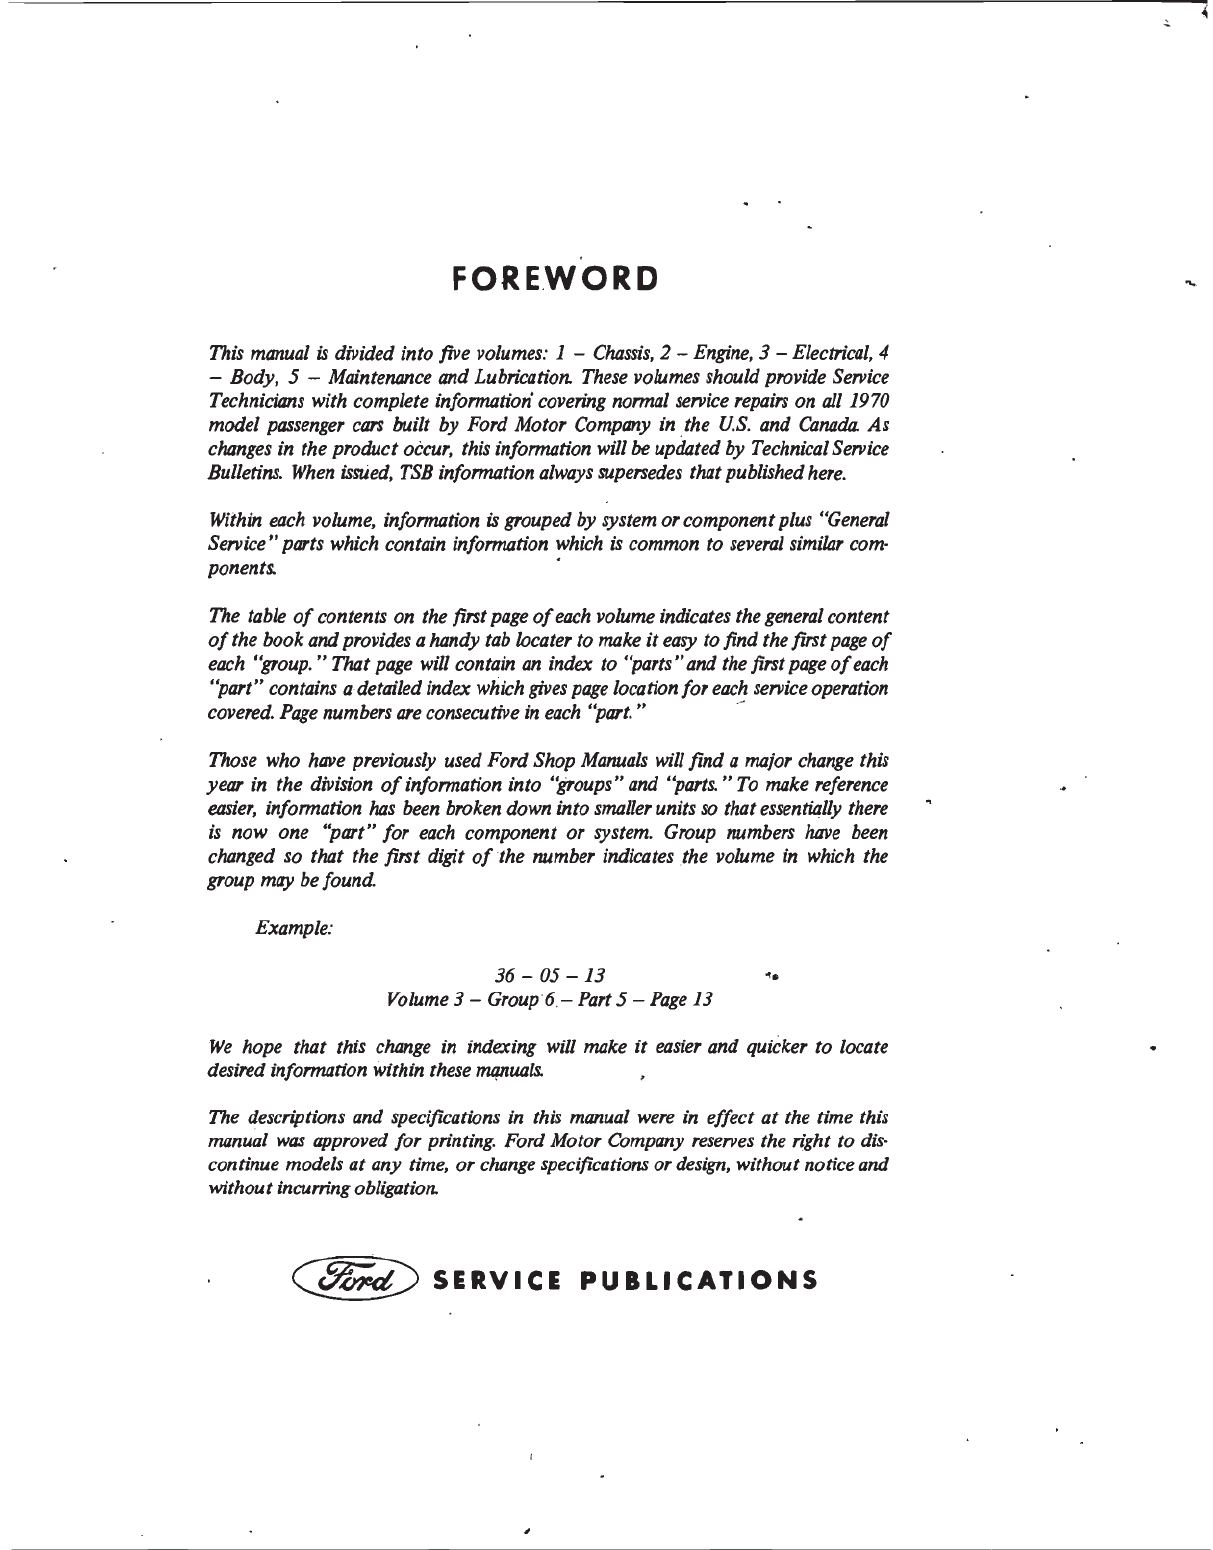 FOREWORD
This manual is divided into five volumes: 1 – Chassis, 2 – Engine, 3 – Electrical, 4
– Body, 5 – Maintenance and Lubrication. These volumes should provide Service
Technicians with complete information covering normal service repairs on all 1970
model passenger cars built by Ford Motor Company in the U.S. and Canada. As
changes in the product occur, this information will be updated by Technical Service
Bulletins. When issued, TSB information always supersedes that published here.
Within each volume, information is grouped by system or component plus “General
Service” parts which contain information which is common to several similar com-
ponents.
The table of contents on the first page of each volume indicates the general content
of the book and provides a handy tab locater to make it easy to find the first page of
each “group.” That page will contain an index to “parts” and the first page of each
“part” contains a detailed index which gives page location for each service operation
covered. Page numbers are consecutive in each “part.”
Those who have previously used Ford Shop Manuals will find a major change this
year in the division of information into “groups” and “parts.” To make reference
easier, information has been broken down into smaller units so that essentially there
is now one “part” for each component or system. Group numbers have been
changed so that the first digit of the number indicates the volume in which the
group may be found.
Example:
36 – 05 – 13
Volume 3 – Group 6 – Part 5 – Page 13
We hope that this change in indexing will make it easier and quicker to locate
desired information within these manuals.
The descriptions and specifications in this manual were in effect at the time this
manual was approved for printing. Ford Motor Company reserves the right to dis-
continue models at any time, or change specifications or design, without notice and
without incurring obligation.
Ford SERVICE PUBLICATIONS